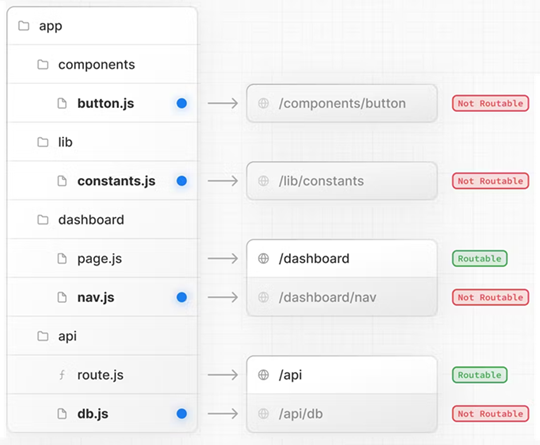 app
components
button.js /components/button Not Routable
lib
constants.js /lib/constants Not Routable
dashboard
page.js /dashboard Routable
nav.js /dashboard/nav Not Routable
api
route.js /api Routable
db.js /api/db Not Routable